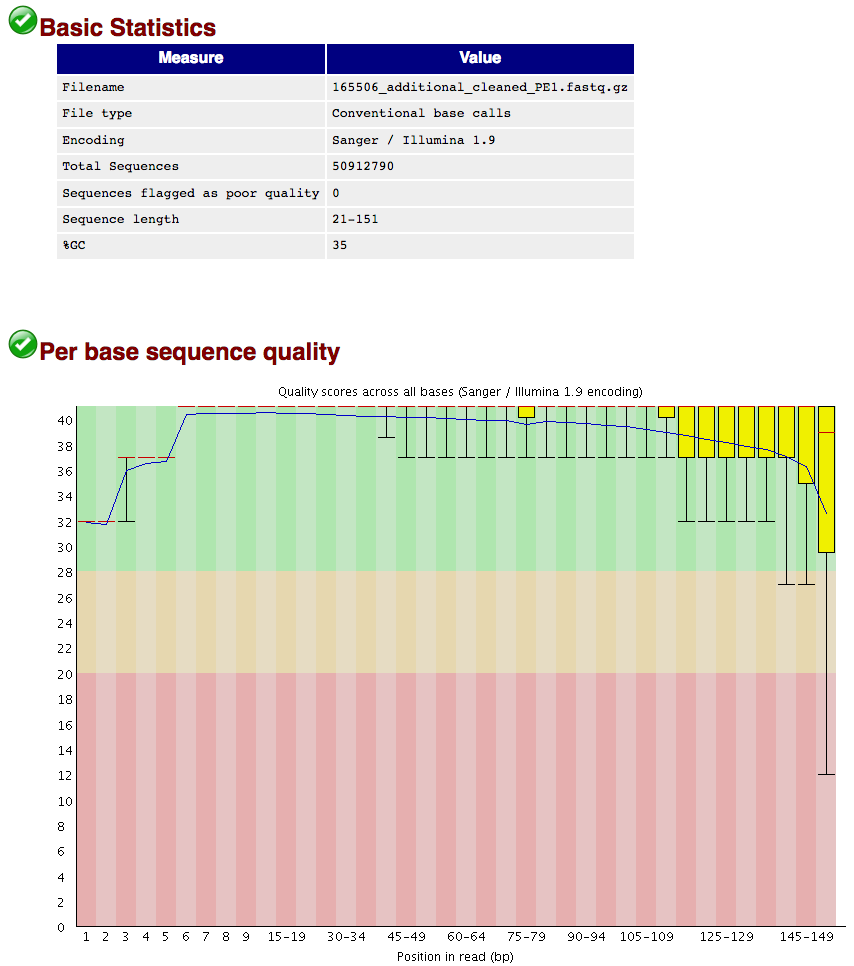 Basic Statistics
Measure Value
Filename 165506_additional_cleaned_PE1.fastq.gz
File type Conventional base calls
Encoding Sanger / Illumina 1.9
Total Sequences 50912790
Sequences flagged as poor quality 0
Sequence length 21-151
%GC 35
Per base sequence quality
Quality scores across all bases (Sanger / Illumina 1.9 encoding)
40
38
36
34
32
30
28
26
24
22
20
18
16
14
12
10
8
6
4
2
0
1 2 3 4 5 6 7 8 9 15-19 30-34 45-49 60-64 75-79 90-94 105-109 125-129 145-149
Position in read (bp)